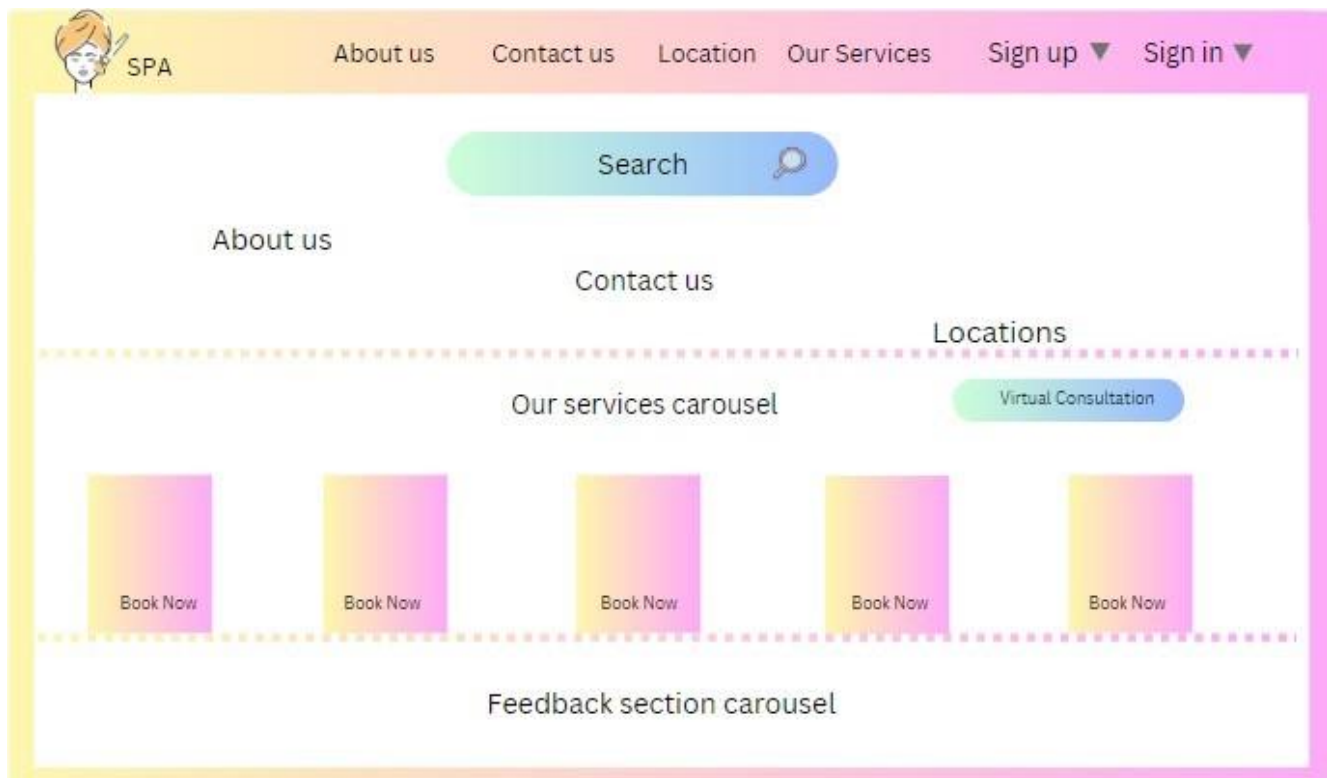 SPA
About us
Contact us
Location
Our Services
Sign up
Sign in
Search
About us
Contact us
Locations
Our services carousel
Virtual Consultation
Book Now
Book Now
Book Now
Book Now
Book Now
Feedback section carousel